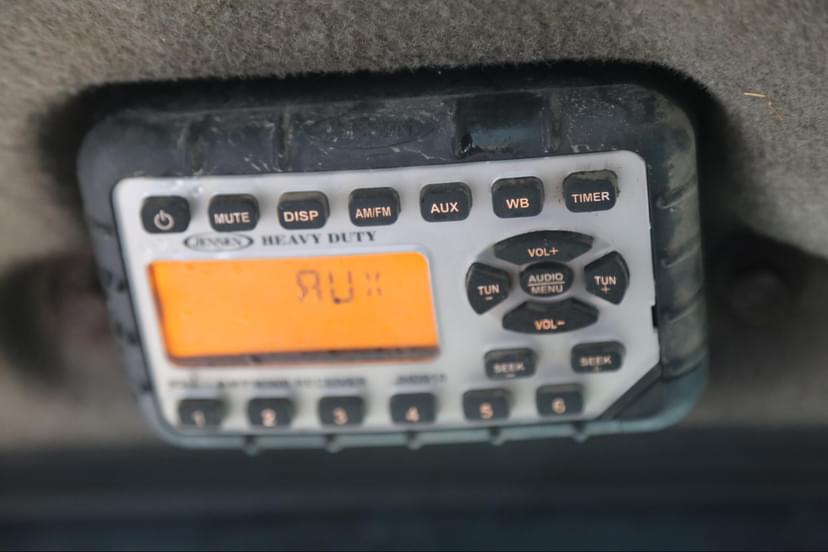 MUTE DISP AM/FM AUX WB TIMER
JENSEN HEAVY DUTY
AUX
VOL+
TUN - AUDIO MENU TUN +
VOL-
SEEK - SEEK +
RECEIVER
1 2 3 4 5 6